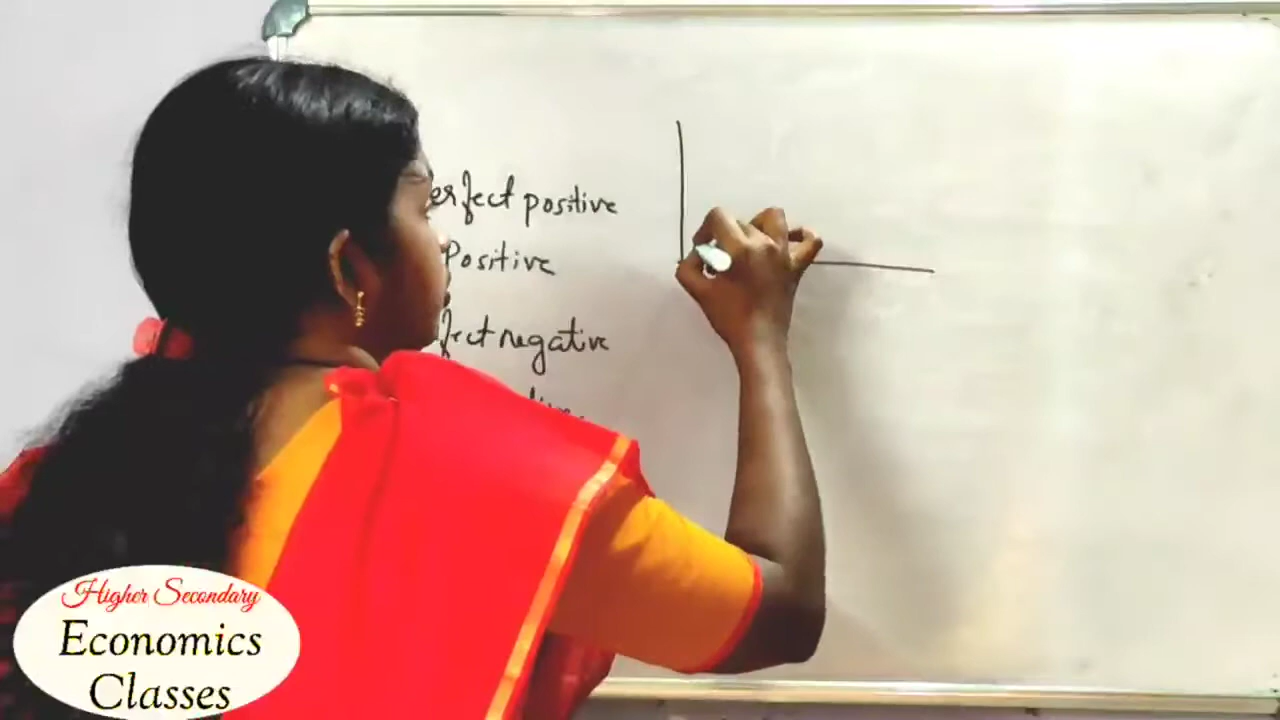 erfect positive
Positive
fect negative
Higher Secondary
Economics
Classes